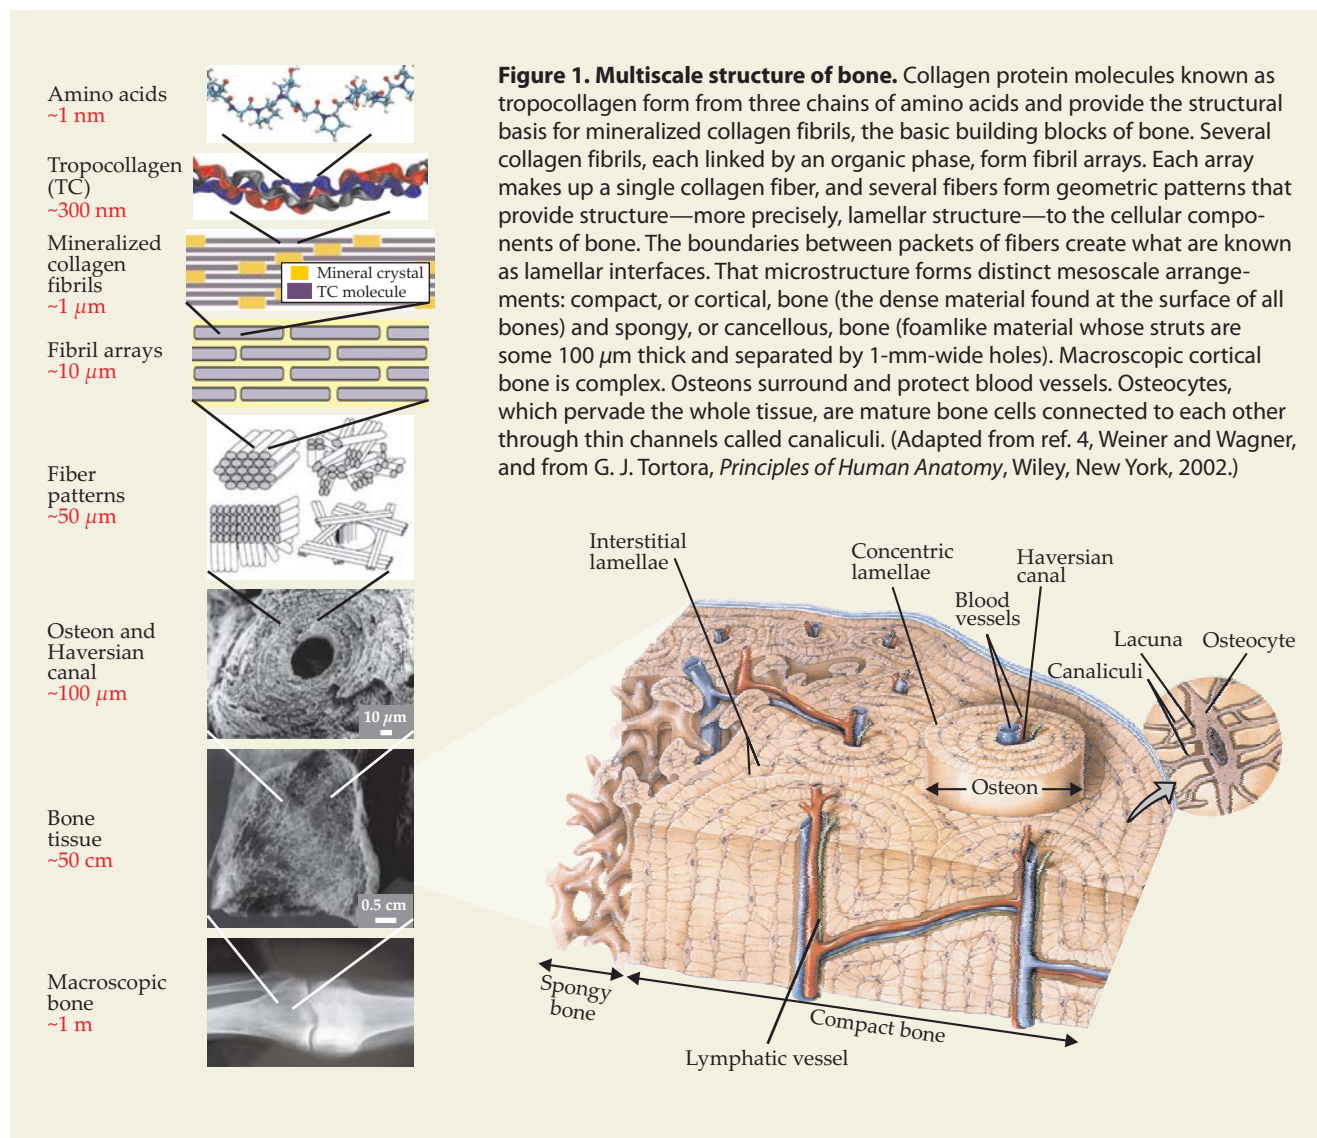 Amino acids
~1 nm
Tropocollagen
(TC)
~300 nm
Mineralized
collagen
fibrils
~1 µm
Mineral crystal
TC molecule
Fibril arrays
~10 µm
Fiber
patterns
~50 µm
Osteon and
Haversian
canal
~100 µm
10 µm
Bone
tissue
~50 cm
0.5 cm
Macroscopic
bone
~1 m
Figure 1. Multiscale structure of bone. Collagen protein molecules known as
tropocollagen form from three chains of amino acids and provide the structural
basis for mineralized collagen fibrils, the basic building blocks of bone. Several
collagen fibrils, each linked by an organic phase, form fibril arrays. Each array
makes up a single collagen fiber, and several fibers form geometric patterns that
provide structure—more precisely, lamellar structure—to the cellular compo-
nents of bone. The boundaries between packets of fibers create what are known
as lamellar interfaces. That microstructure forms distinct mesoscale arrange-
ments: compact, or cortical, bone (the dense material found at the surface of all
bones) and spongy, or cancellous, bone (foamlike material whose struts are
some 100 µm thick and separated by 1-mm-wide holes). Macroscopic cortical
bone is complex. Osteons surround and protect blood vessels. Osteocytes,
which pervade the whole tissue, are mature bone cells connected to each other
through thin channels called canaliculi. (Adapted from ref. 4, Weiner and Wagner,
and from G. J. Tortora, Principles of Human Anatomy, Wiley, New York, 2002.)
Interstitial
lamellae
Concentric
lamellae
Haversian
canal
Blood
vessels
Lacuna
Osteocyte
Canaliculi
Osteon
Spongy
bone
Compact bone
Lymphatic vessel